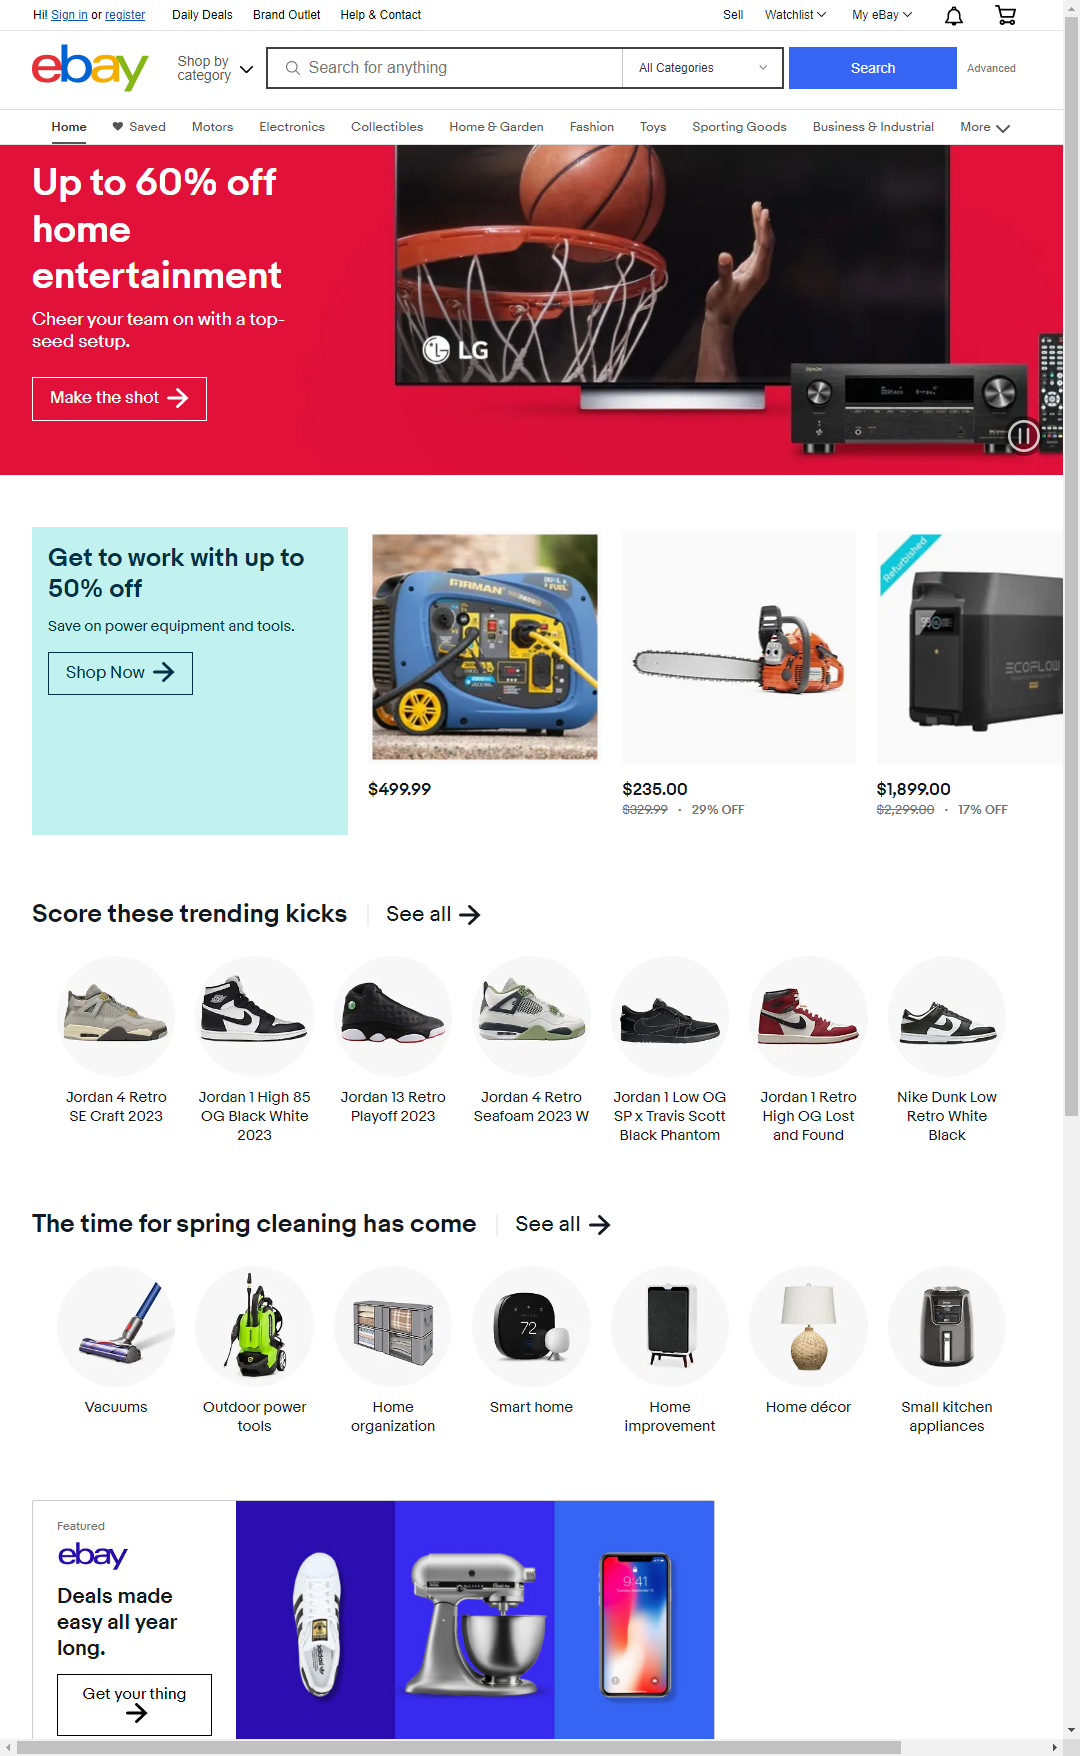 Hi! Sign in or register
Daily Deals
Brand Outlet
Help & Contact
Sell
Watchlist
My eBay
ebay
Shop by
category
Search for anything
All Categories
Search
Advanced
Home
Saved
Motors
Electronics
Collectibles
Home & Garden
Fashion
Toys
Sporting Goods
Business & Industrial
More
Up to 60% off
home
entertainment
Cheer your team on with a top-
seed setup.
Make the shot
LG
DENON
Get to work with up to
50% off
Save on power equipment and tools.
Shop Now
FIRMAN
DUAL
FUEL
$499.99
$235.00
$329.99 · 29% OFF
Refurbished
ECOFLOW
$1,899.00
$2,299.00 · 17% OFF
Score these trending kicks
See all
Jordan 4 Retro
SE Craft 2023
Jordan 1 High 85
OG Black White
2023
Jordan 13 Retro
Playoff 2023
Jordan 4 Retro
Seafoam 2023 W
Jordan 1 Low OG
SP x Travis Scott
Black Phantom
Jordan 1 Retro
High OG Lost
and Found
Nike Dunk Low
Retro White
Black
The time for spring cleaning has come
See all
72
Vacuums
Outdoor power
tools
Home
organization
Smart home
Home
improvement
Home décor
Small kitchen
appliances
Featured
ebay
Deals made
easy all year
long.
Get your thing
9:41